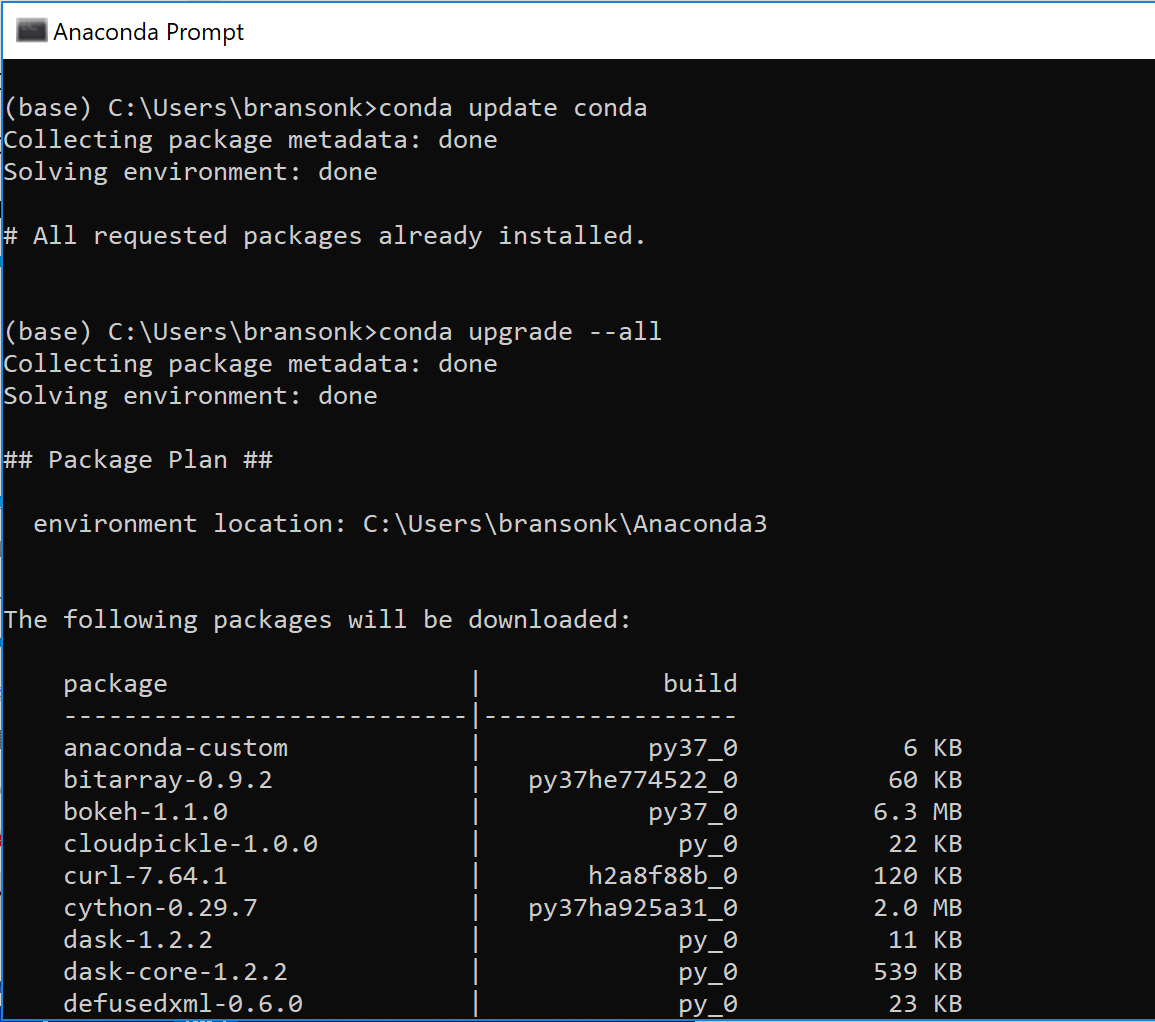 Anaconda Prompt
(base) C:\Users\bransonk>conda update conda
Collecting package metadata: done
Solving environment: done
# All requested packages already installed.
(base) C:\Users\bransonk>conda upgrade --all
Collecting package metadata: done
Solving environment: done
## Package Plan ##
environment location: C:\Users\bransonk\Anaconda3
The following packages will be downloaded:
package | build
---------------------------|-----------------
anaconda-custom | py37_0 6 KB
bitarray-0.9.2 | py37he774522_0 60 KB
bokeh-1.1.0 | py37_0 6.3 MB
cloudpickle-1.0.0 | py_0 22 KB
curl-7.64.1 | h2a8f88b_0 120 KB
cython-0.29.7 | py37ha925a31_0 2.0 MB
dask-1.2.2 | py_0 11 KB
dask-core-1.2.2 | py_0 539 KB
defusedxml-0.6.0 | py_0 23 KB